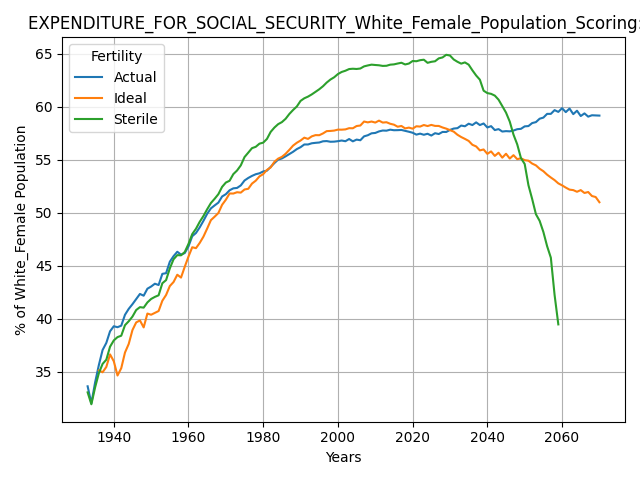 EXPENDITURE_FOR_SOCIAL_SECURITY_White_Female_Population_Scoring:
Fertility
Actual
Ideal
Sterile
% of White_Female Population
65
60
55
50
45
40
35
1940
1960
1980
2000
2020
2040
2060
Years